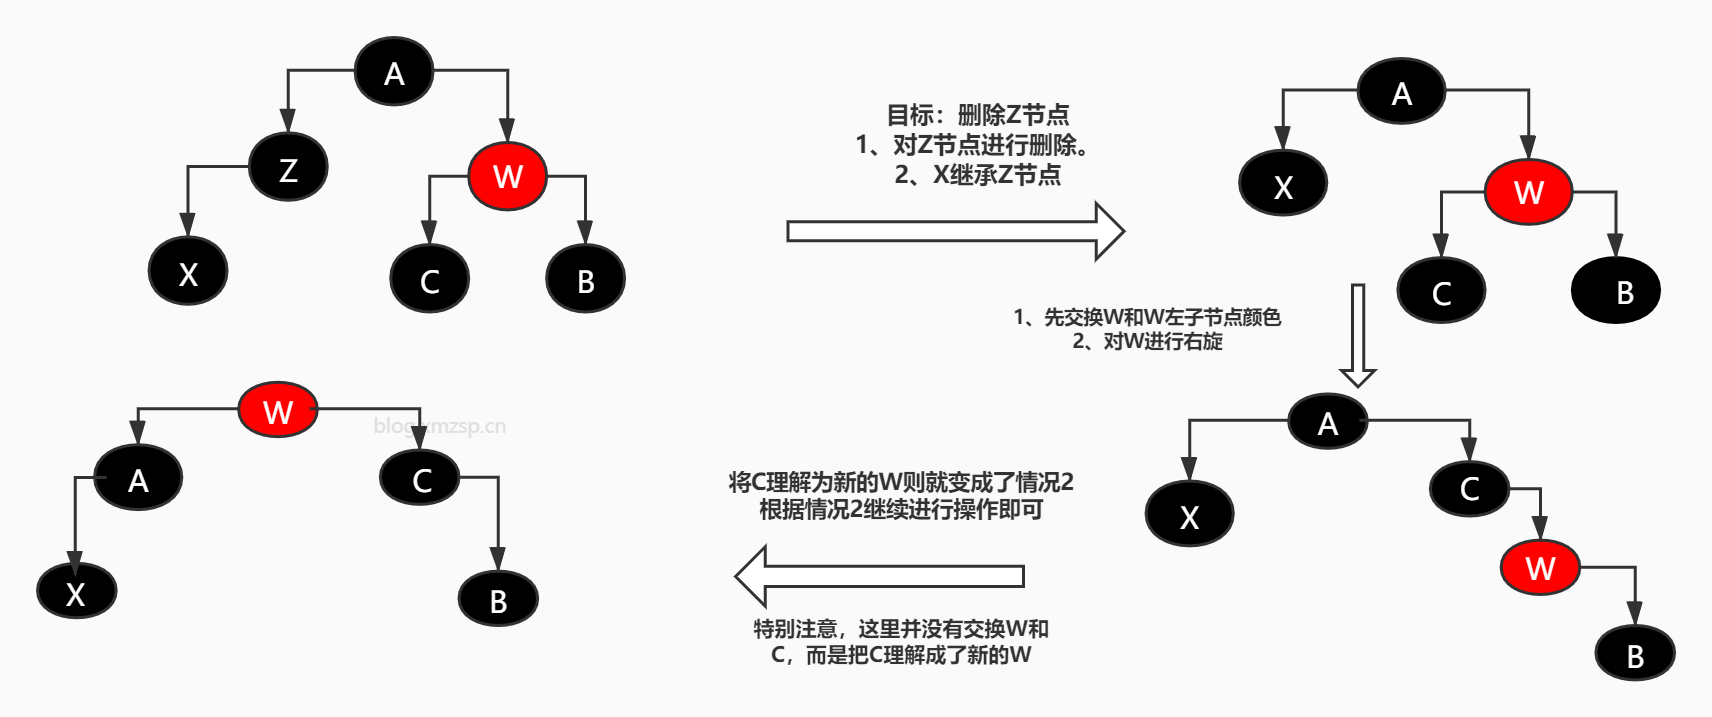 A
Z
W
X
C
B
目标：删除Z节点
1、对Z节点进行删除。
2、X继承Z节点
A
X
W
C
B
1、先交换W和W左子节点颜色
2、对W进行右旋
A
X
C
W
B
将C理解为新的W则就变成了情况2
根据情况2继续进行操作即可
特别注意，这里并没有交换W和
C，而是把C理解成了新的W
W
A
C
X
B